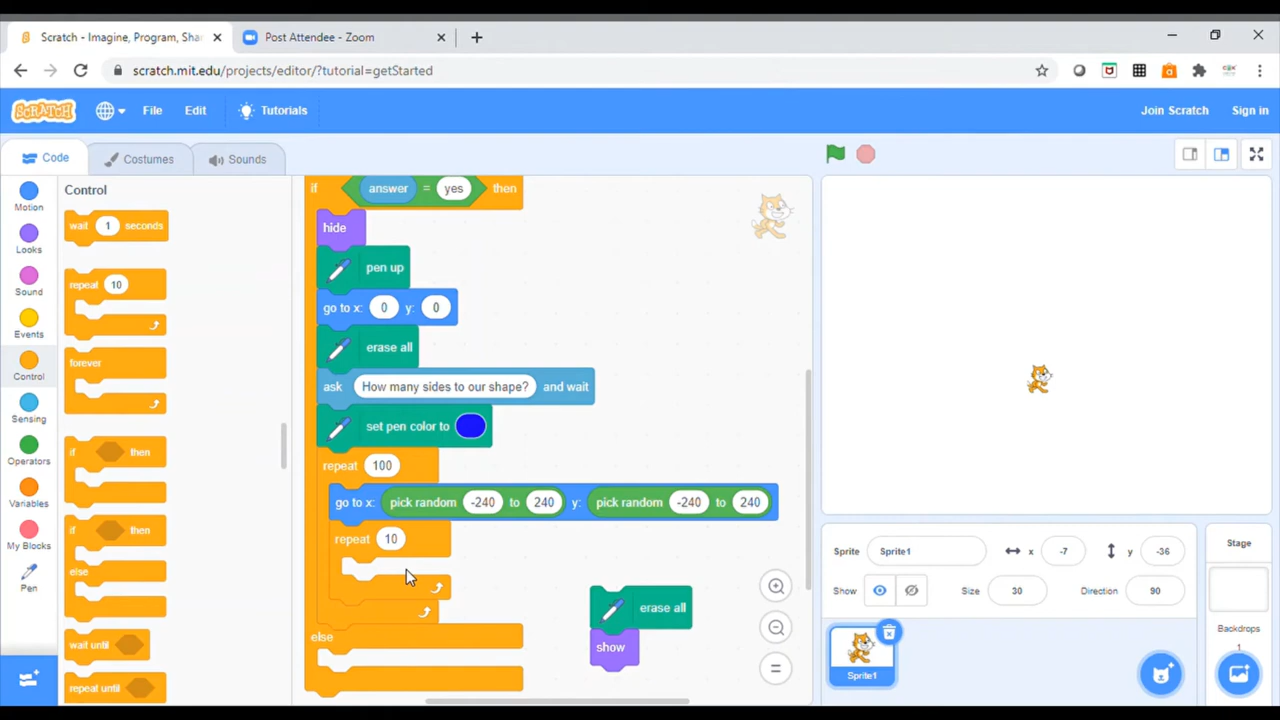 Scratch - Imagine, Program, Sha
Post Attendee - Zoom
scratch.mit.edu/projects/editor/?tutorial=getStarted
SCRATCH
File
Edit
Tutorials
Join Scratch
Sign in
Code
Costumes
Sounds
Motion
Looks
Sound
Events
Control
Sensing
Operators
Variables
My Blocks
Pen
Control
wait 1 seconds
repeat 10
forever
if then
if then
else
wait until
repeat until
if answer = yes then
hide
pen up
go to x: 0 y: 0
erase all
ask How many sides to our shape? and wait
set pen color to
repeat 100
go to x: pick random -240 to 240 y: pick random -240 to 240
repeat 10
else
erase all
show
Sprite Sprite1 x -7 y -36
Show Size 30 Direction 90
Sprite1
Stage
Backdrops
1